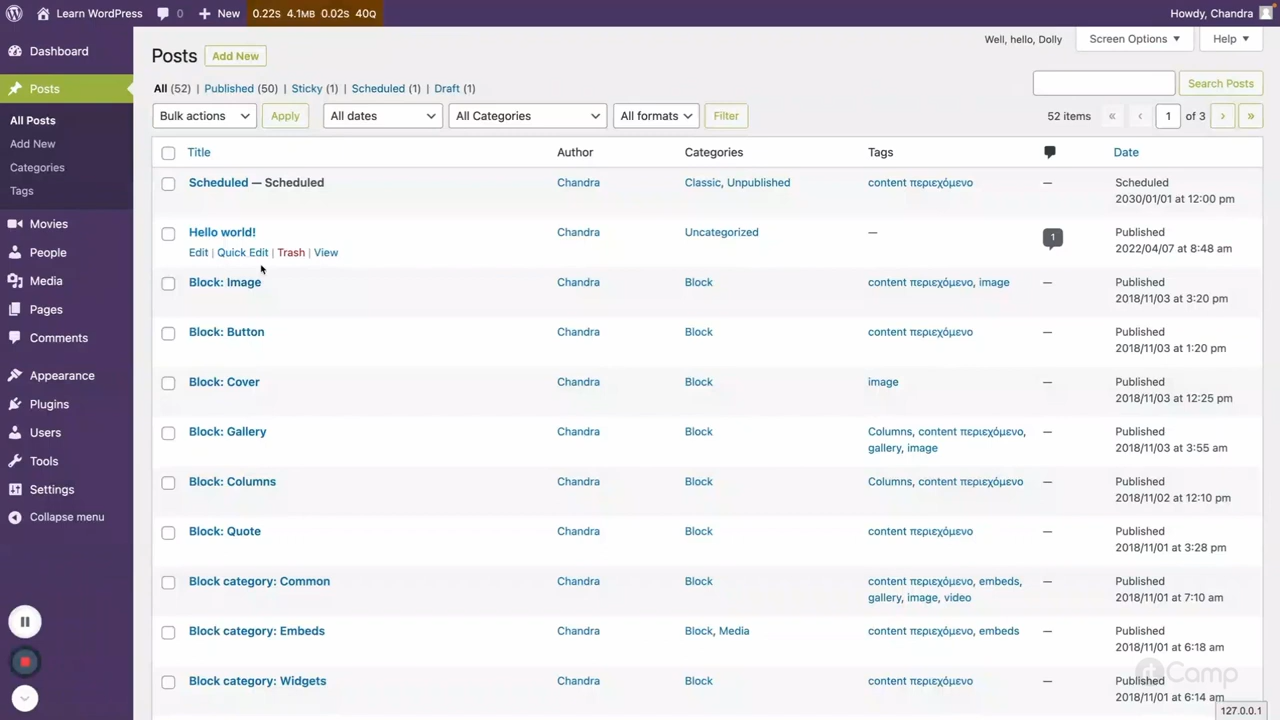 Learn WordPress 0 New 0.22S 4.1MB 0.02S 40Q Howdy, Chandra
Well, hello, Dolly Screen Options Help
Dashboard
Posts
All Posts
Add New
Categories
Tags
Movies
People
Media
Pages
Comments
Appearance
Plugins
Users
Tools
Settings
Collapse menu
Posts Add New
All (52) | Published (50) | Sticky (1) | Scheduled (1) | Draft (1)
Search Posts
Bulk actions Apply All dates All Categories All formats Filter 52 items « ‹ 1 of 3 › »
Title Author Categories Tags Date
Scheduled — Scheduled Chandra Classic, Unpublished content περιεχόμενο — Scheduled
2030/01/01 at 12:00 pm
Hello world! Chandra Uncategorized — 1 Published
Edit | Quick Edit | Trash | View 2022/04/07 at 8:48 am
Block: Image Chandra Block content περιεχόμενο, image — Published
2018/11/03 at 3:20 pm
Block: Button Chandra Block content περιεχόμενο — Published
2018/11/03 at 1:20 pm
Block: Cover Chandra Block image — Published
2018/11/03 at 12:25 pm
Block: Gallery Chandra Block Columns, content περιεχόμενο, — Published
gallery, image 2018/11/03 at 3:55 am
Block: Columns Chandra Block Columns, content περιεχόμενο — Published
2018/11/02 at 12:10 pm
Block: Quote Chandra Block content περιεχόμενο — Published
2018/11/01 at 3:28 pm
Block category: Common Chandra Block content περιεχόμενο, embeds, — Published
gallery, image, video 2018/11/01 at 7:10 am
Block category: Embeds Chandra Block, Media content περιεχόμενο, embeds — Published
2018/11/01 at 6:18 am
Block category: Widgets Chandra Block content περιεχόμενο — Published
2018/11/01 at 6:14 am
rtCamp
127.0.0.1